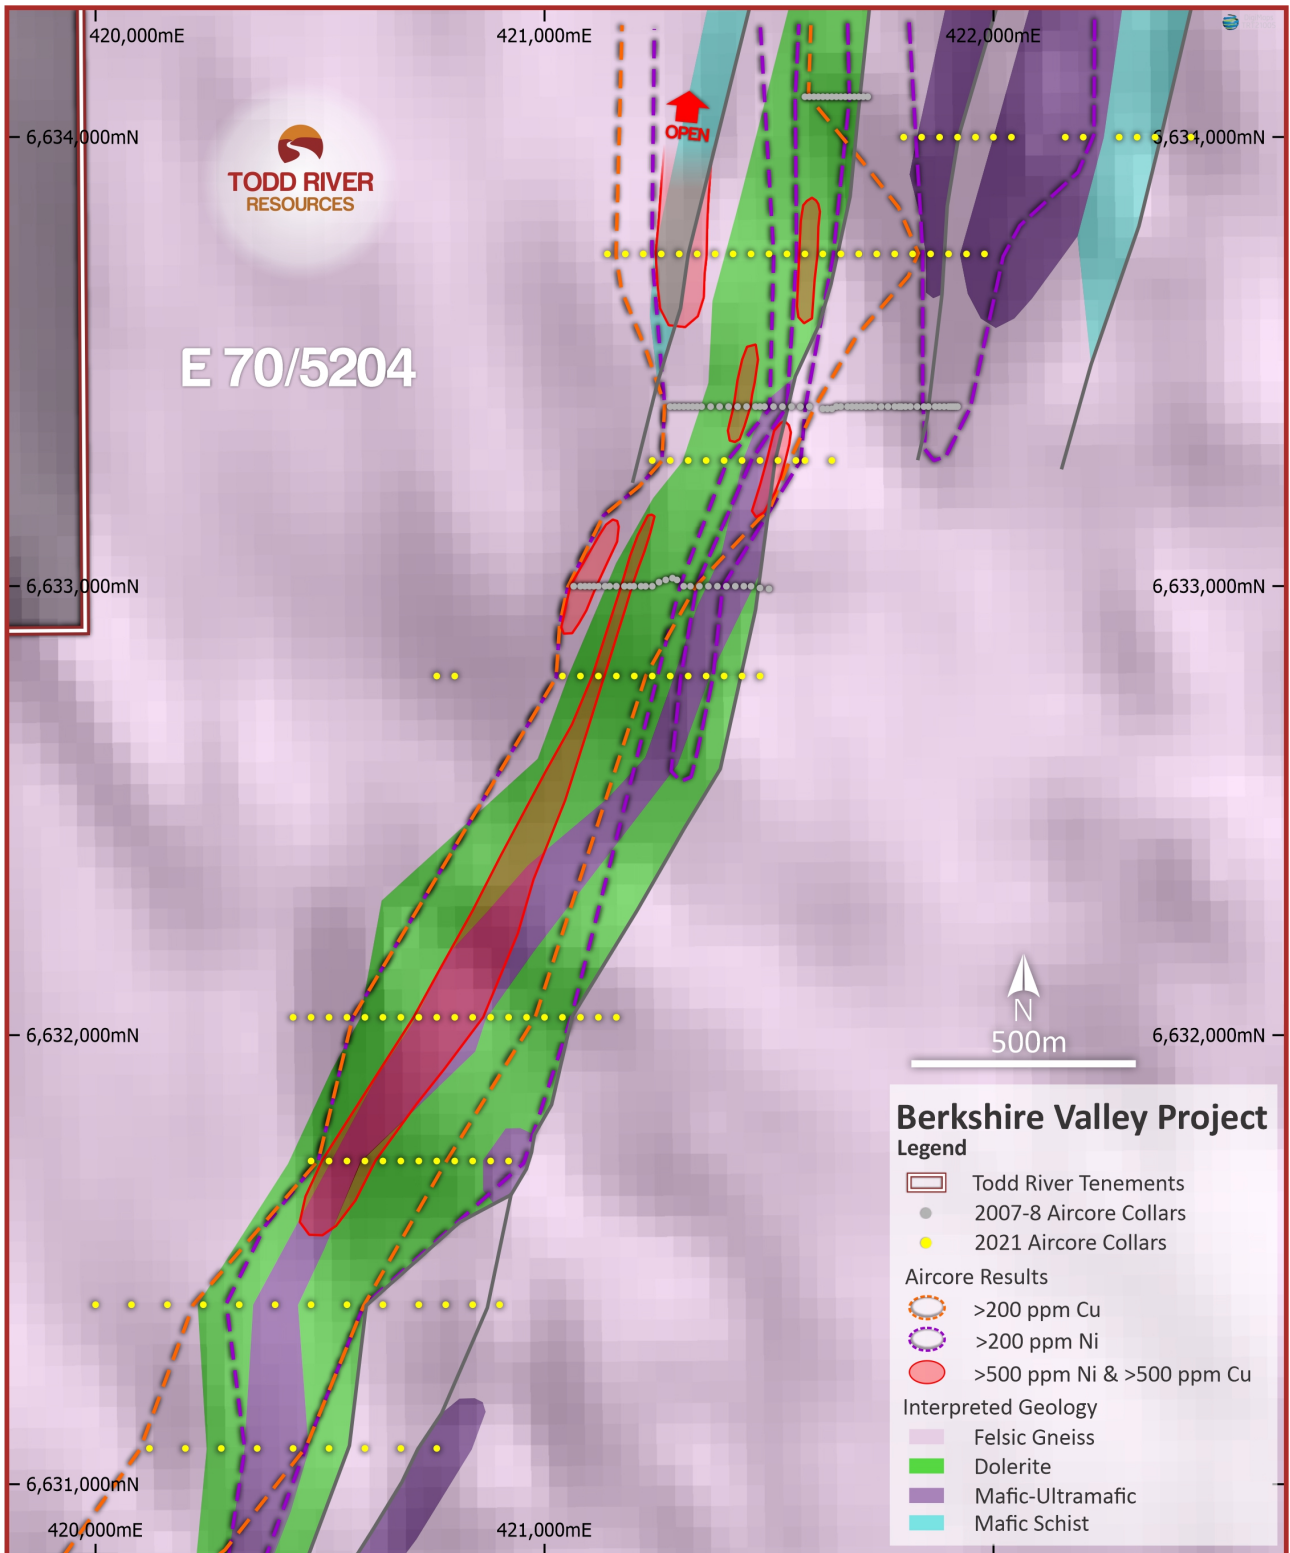 420,000mE
421,000mE
422,000mE
6,634,000mN
6,634,000mN
OPEN
TODD RIVER
RESOURCES
E 70/5204
6,633,000mN
6,633,000mN
N
500m
6,632,000mN
6,632,000mN
Berkshire Valley Project
Legend
Todd River Tenements
2007-8 Aircore Collars
2021 Aircore Collars
Aircore Results
>200 ppm Cu
>200 ppm Ni
>500 ppm Ni & >500 ppm Cu
Interpreted Geology
Felsic Gneiss
Dolerite
Mafic-Ultramafic
Mafic Schist
6,631,000mN
420,000mE
421,000mE